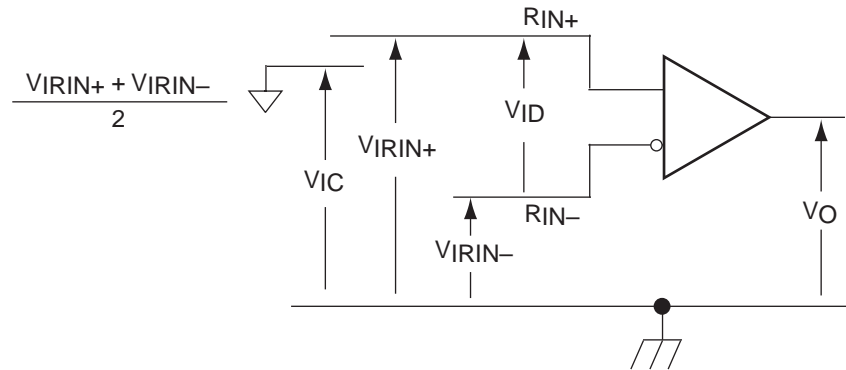 RIN+
VIRIN+ + VIRIN–
2
VID
VIRIN+
VIC
RIN–
VO
VIRIN–